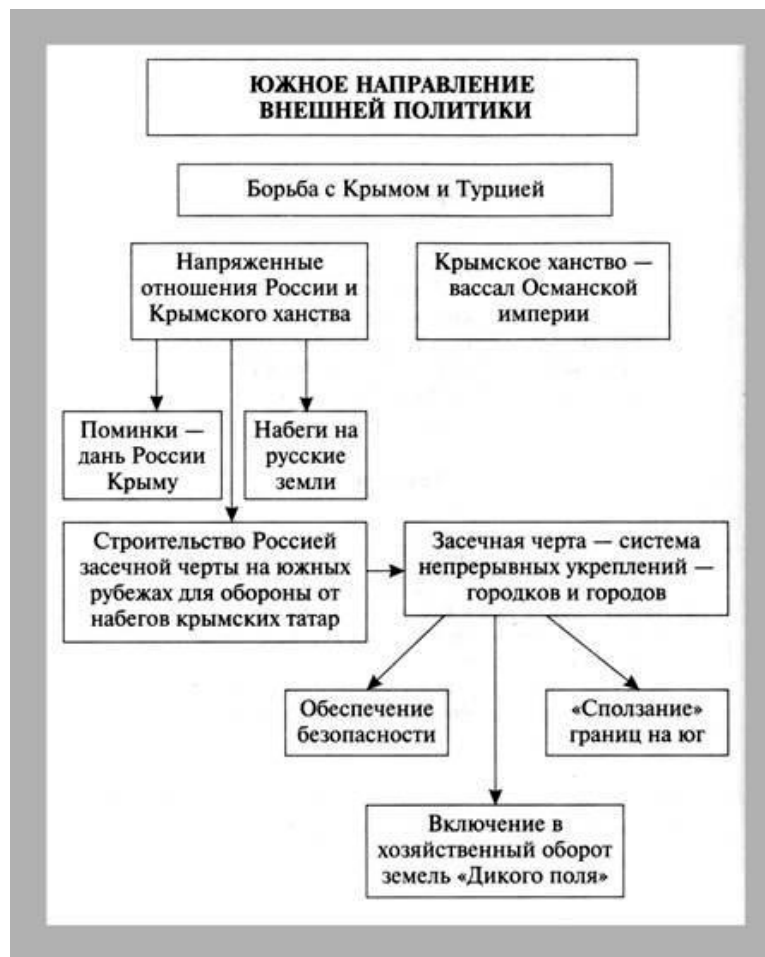 ЮЖНОЕ НАПРАВЛЕНИЕ
ВНЕШНЕЙ ПОЛИТИКИ
Борьба с Крымом и Турцией
Напряженные
отношения России и
Крымского ханства
Крымское ханство —
вассал Османской
империи
Поминки —
дань России
Крыму
Набеги на
русские
земли
Строительство Россией
засечной черты на южных
рубежах для обороны от
набегов крымских татар
Засечная черта — система
непрерывных укреплений —
городков и городов
Обеспечение
безопасности
«Сползание»
границ на юг
Включение в
хозяйственный оборот
земель «Дикого поля»